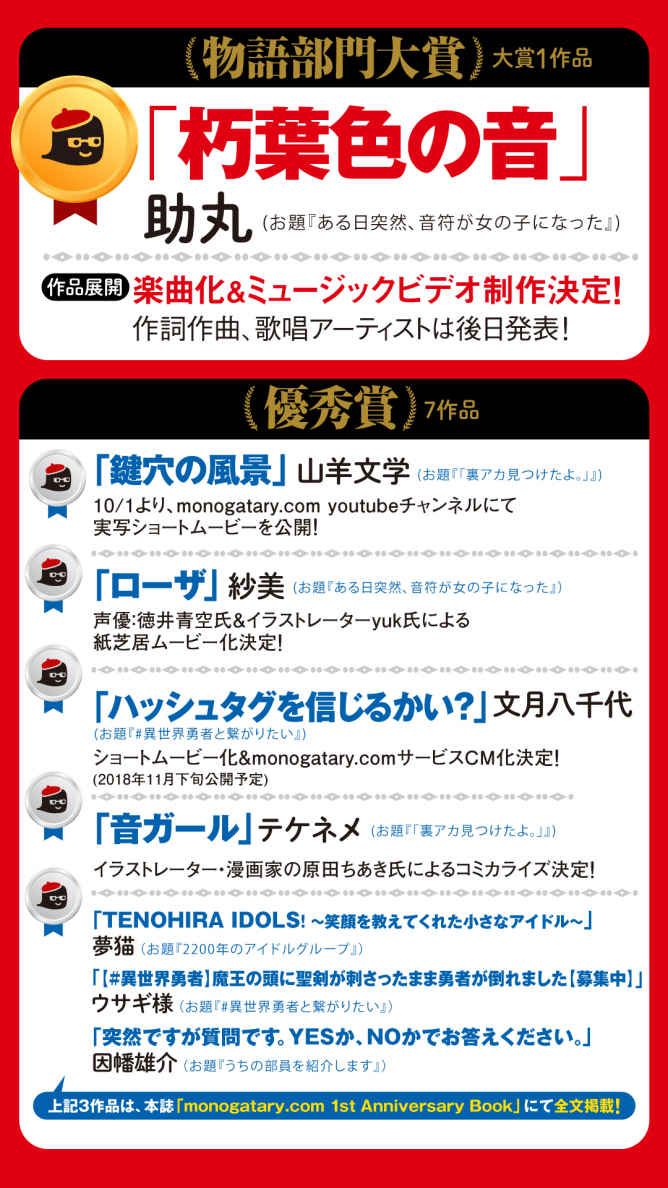 物語部門大賞 大賞1作品
「朽葉色の音」
助丸 (お題『ある日突然、音符が女の子になった』)
作品展開 楽曲化&ミュージックビデオ制作決定!
作詞作曲、歌唱アーティストは後日発表!
優秀賞 7作品
「鍵穴の風景」 山羊文学 (お題『「裏アカ見つけたよ。」』)
10/1より、monogatary.com youtubeチャンネルにて
実写ショートムービーを公開!
「ローザ」 紗美 (お題『ある日突然、音符が女の子になった』)
声優:徳井青空氏&イラストレーターyuk氏による
紙芝居ムービー化決定!
「ハッシュタグを信じるかい?」 文月八千代
(お題『#異世界勇者と繋がりたい』)
ショートムービー化&monogatary.comサービスCM化決定!
(2018年11月下旬公開予定)
「音ガール」 テケネメ (お題『「裏アカ見つけたよ。」』)
イラストレーター・漫画家の原田ちあき氏によるコミカライズ決定!
「TENOHIRA IDOLS! ～笑顔を教えてくれた小さなアイドル～」
夢猫 (お題『2200年のアイドルグループ』)
「【#異世界勇者】魔王の頭に聖剣が刺さったまま勇者が倒れました【募集中】」
ウサギ様 (お題『#異世界勇者と繋がりたい』)
「突然ですが質問です。YESか、NOかでお答えください。」
因幡雄介 (お題『うちの部員を紹介します』)
上記3作品は、本誌「monogatary.com 1st Anniversary Book」にて全文掲載!